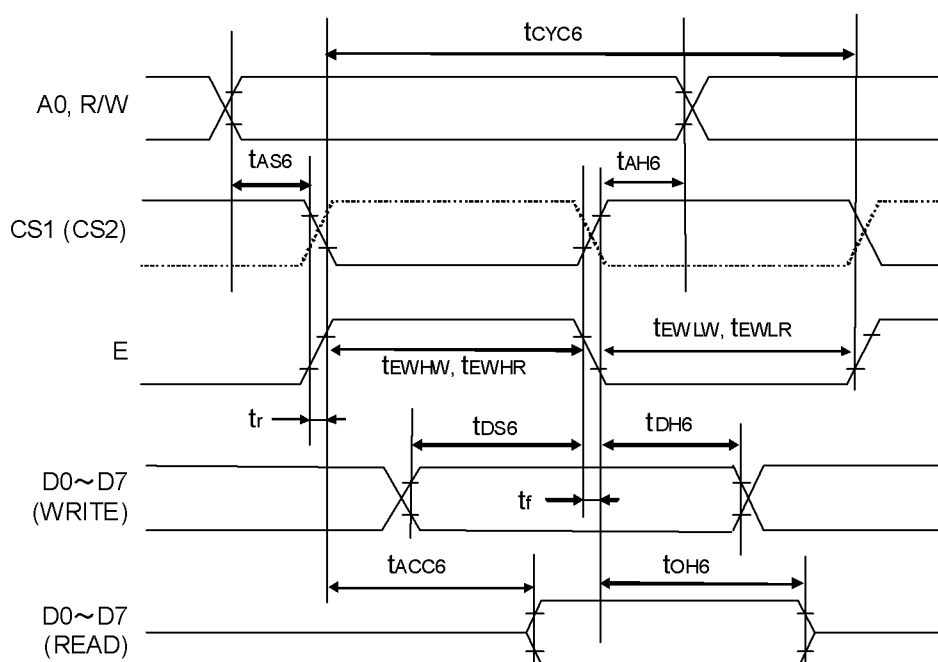 tCYC6
A0, R/W
tAS6
tAH6
CS1 (CS2)
tEWLW, tEWLR
E
tEWHW, tEWHR
tr
tDS6
tDH6
D0～D7
(WRITE)
tf
tACC6
tOH6
D0～D7
(READ)